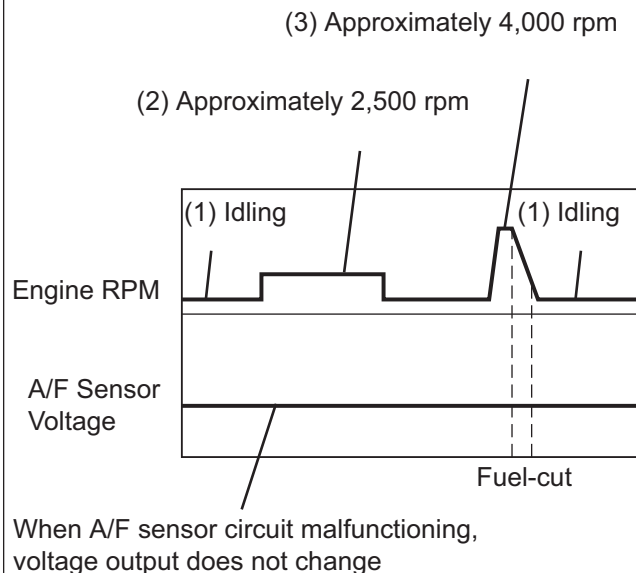 (3) Approximately 4,000 rpm
(2) Approximately 2,500 rpm
(1) Idling
(1) Idling
Engine RPM
A/F Sensor
Voltage
Fuel-cut
When A/F sensor circuit malfunctioning,
voltage output does not change